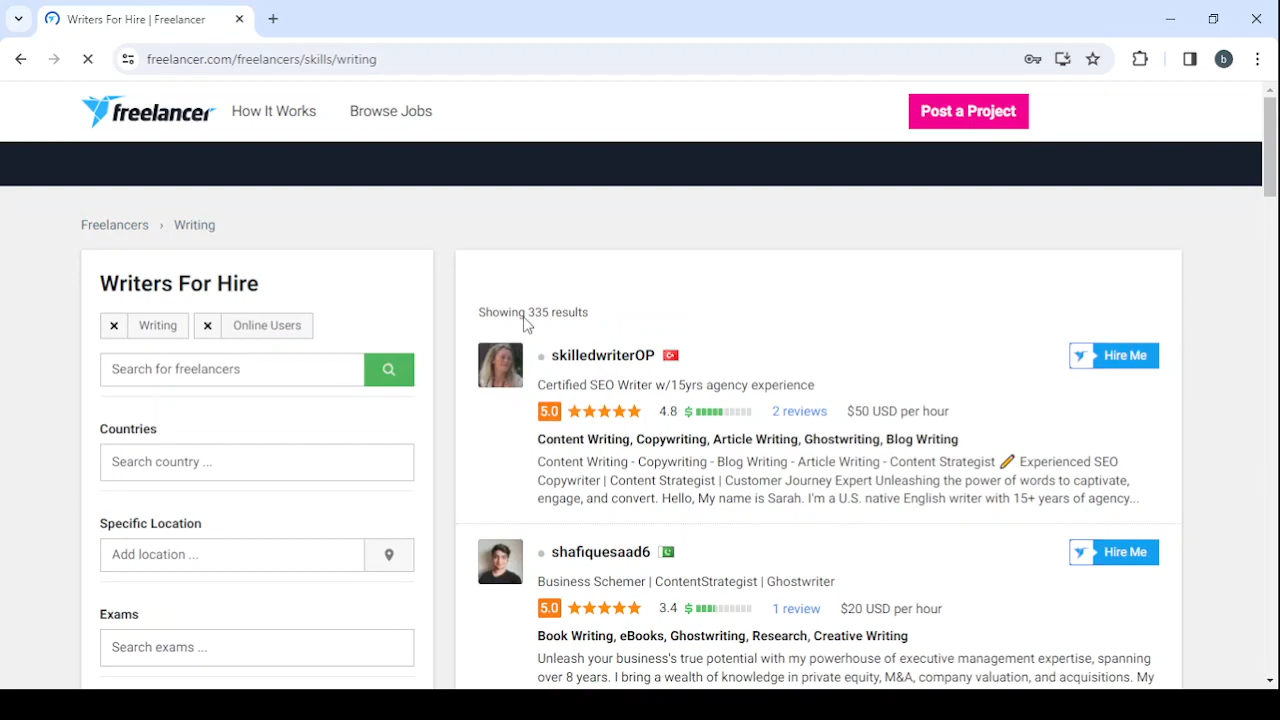 Writers For Hire | Freelancer
freelancer.com/freelancers/skills/writing
b
freelancer
How It Works
Browse Jobs
Post a Project
Freelancers › Writing
Writers For Hire
× Writing
× Online Users
Search for freelancers
Countries
Search country ...
Specific Location
Add location ...
Exams
Search exams ...
Showing 335 results
skilledwriterOP
Hire Me
Certified SEO Writer w/15yrs agency experience
5.0 4.8 $ 2 reviews $50 USD per hour
Content Writing, Copywriting, Article Writing, Ghostwriting, Blog Writing
Content Writing - Copywriting - Blog Writing - Article Writing - Content Strategist ✏️ Experienced SEO
Copywriter | Content Strategist | Customer Journey Expert Unleashing the power of words to captivate,
engage, and convert. Hello, My name is Sarah. I'm a U.S. native English writer with 15+ years of agency...
shafiquesaad6
Hire Me
Business Schemer | ContentStrategist | Ghostwriter
5.0 3.4 $ 1 review $20 USD per hour
Book Writing, eBooks, Ghostwriting, Research, Creative Writing
Unleash your business's true potential with my powerhouse of executive management expertise, spanning
over 8 years. I bring a wealth of knowledge in private equity, M&A, company valuation, and acquisitions. My